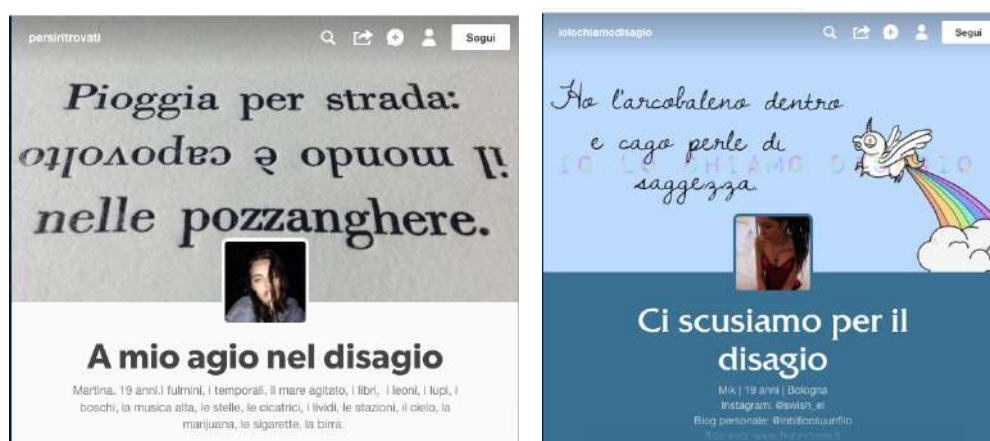 persiritrovati
Segui
Pioggia per strada:
il mondo è capovolto
nelle pozzanghere.
A mio agio nel disagio
Martina. 19 anni.I fulmini, i temporali, il mare agitato, i libri, i leoni, i lupi, i
boschi, la musica alta, le stelle, le cicatrici, i lividi, le stazioni, il cielo, la
marijuana, le sigarette, la birra.
iolochiamodisagio
Segui
Ho l'arcobaleno dentro
e cago perle di
IO LO CHIAMO DISAGIO
saggezza.
Ci scusiamo per il
disagio
Mik | 19 anni | Bologna
Instagram: @swish_el
Blog personale: @inbilicosuunfilo